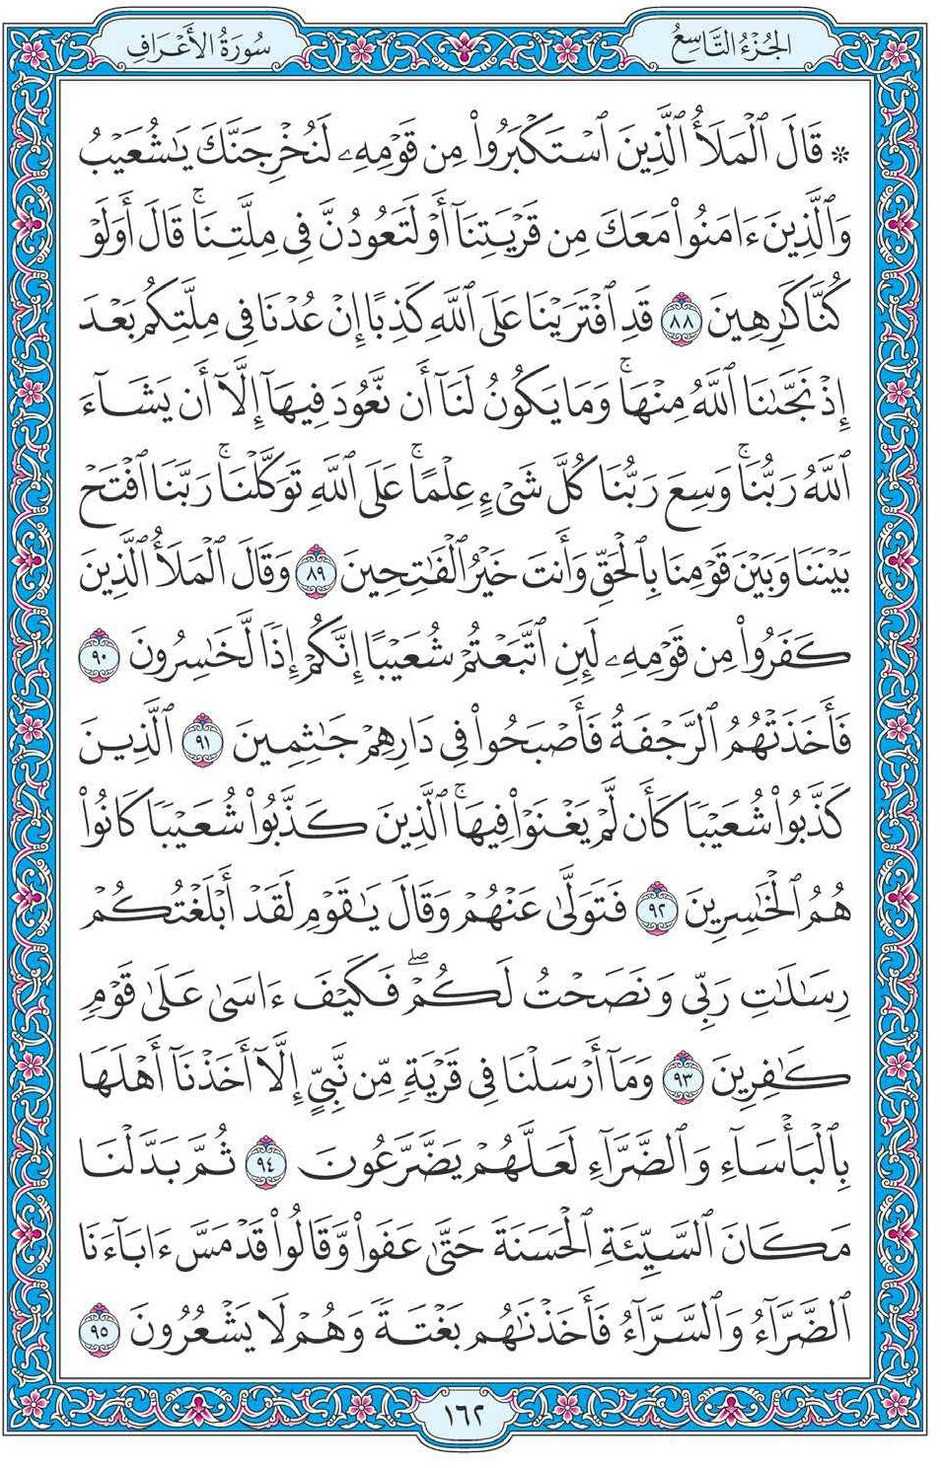 الجُزْءُ التَّاسِعُ
سُورَةُ الأَعْرَافِ
۞ قَالَ ٱلْمَلَأُ ٱلَّذِينَ ٱسْتَكْبَرُوا۟ مِن قَوْمِهِۦ لَنُخْرِجَنَّكَ يَـٰشُعَيْبُ
وَٱلَّذِينَ ءَامَنُوا۟ مَعَكَ مِن قَرْيَتِنَآ أَوْ لَتَعُودُنَّ فِى مِلَّتِنَا ۚ قَالَ أَوَلَوْ
كُنَّا كَـٰرِهِينَ ٨٨ قَدِ ٱفْتَرَيْنَا عَلَى ٱللَّهِ كَذِبًا إِنْ عُدْنَا فِى مِلَّتِكُم بَعْدَ
إِذْ نَجَّىٰنَا ٱللَّهُ مِنْهَا ۚ وَمَا يَكُونُ لَنَآ أَن نَّعُودَ فِيهَآ إِلَّآ أَن يَشَآءَ
ٱللَّهُ رَبُّنَا ۚ وَسِعَ رَبُّنَا كُلَّ شَىْءٍ عِلْمًا ۚ عَلَى ٱللَّهِ تَوَكَّلْنَا ۚ رَبَّنَا ٱفْتَحْ
بَيْنَنَا وَبَيْنَ قَوْمِنَا بِٱلْحَقِّ وَأَنتَ خَيْرُ ٱلْفَـٰتِحِينَ ٨٩ وَقَالَ ٱلْمَلَأُ ٱلَّذِينَ
كَفَرُوا۟ مِن قَوْمِهِۦ لَئِنِ ٱتَّبَعْتُمْ شُعَيْبًا إِنَّكُمْ إِذًا لَّخَـٰسِرُونَ ٩٠
فَأَخَذَتْهُمُ ٱلرَّجْفَةُ فَأَصْبَحُوا۟ فِى دَارِهِمْ جَـٰثِمِينَ ٩١ ٱلَّذِينَ
كَذَّبُوا۟ شُعَيْبًا كَأَن لَّمْ يَغْنَوْا۟ فِيهَا ۚ ٱلَّذِينَ كَذَّبُوا۟ شُعَيْبًا كَانُوا۟
هُمُ ٱلْخَـٰسِرِينَ ٩٢ فَتَوَلَّىٰ عَنْهُمْ وَقَالَ يَـٰقَوْمِ لَقَدْ أَبْلَغْتُكُمْ
رِسَـٰلَـٰتِ رَبِّى وَنَصَحْتُ لَكُمْ ۖ فَكَيْفَ ءَاسَىٰ عَلَىٰ قَوْمٍ
كَـٰفِرِينَ ٩٣ وَمَآ أَرْسَلْنَا فِى قَرْيَةٍ مِّن نَّبِىٍّ إِلَّآ أَخَذْنَآ أَهْلَهَا
بِٱلْبَأْسَآءِ وَٱلضَّرَّآءِ لَعَلَّهُمْ يَضَّرَّعُونَ ٩٤ ثُمَّ بَدَّلْنَا
مَكَانَ ٱلسَّيِّئَةِ ٱلْحَسَنَةَ حَتَّىٰ عَفَوا۟ وَّقَالُوا۟ قَدْ مَسَّ ءَابَآءَنَا
ٱلضَّرَّآءُ وَٱلسَّرَّآءُ فَأَخَذْنَـٰهُم بَغْتَةً وَهُمْ لَا يَشْعُرُونَ ٩٥
١٦٢